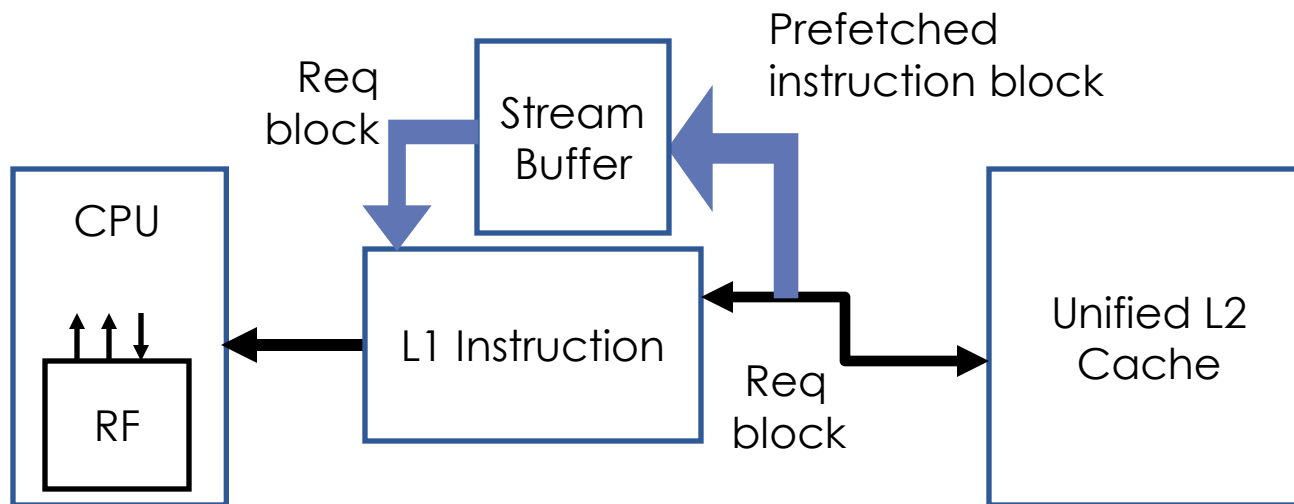 Prefetched
instruction block
Req
block
Stream
Buffer
CPU
RF
L1 Instruction
Req
block
Unified L2
Cache